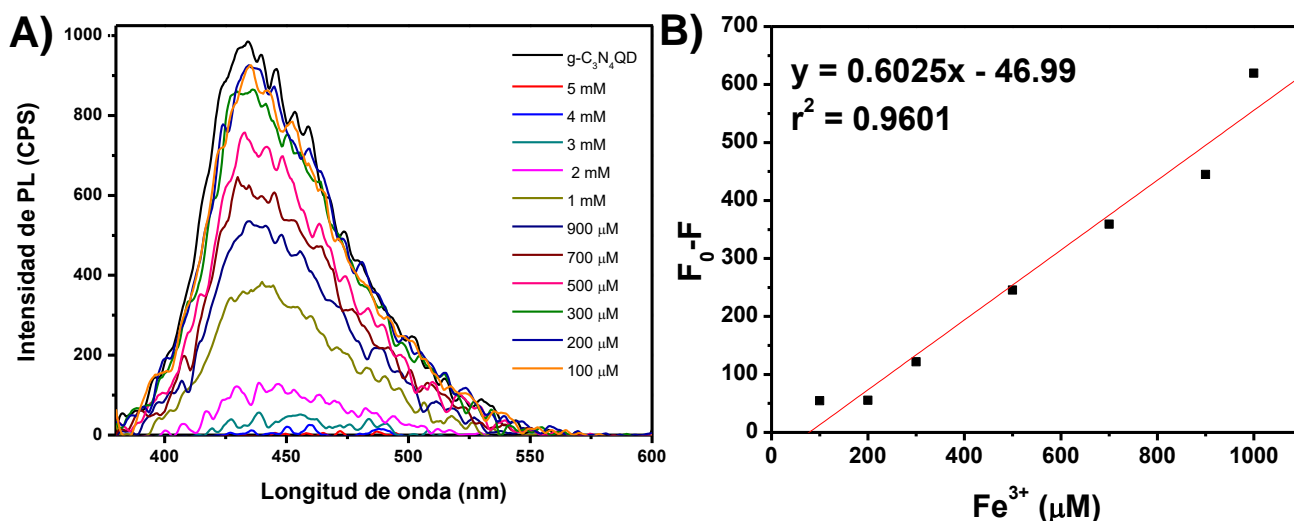 A)
Intensidad de PL (CPS)
1000
800
600
400
200
0
400
450
500
550
600
Longitud de onda (nm)
g-C₃N₄QD
5 mM
4 mM
3 mM
2 mM
1 mM
900 μM
700 μM
500 μM
300 μM
200 μM
100 μM
B)
y = 0.6025x - 46.99
r² = 0.9601
F₀-F
700
600
500
400
300
200
100
0
0
200
400
600
800
1000
Fe³⁺ (μM)